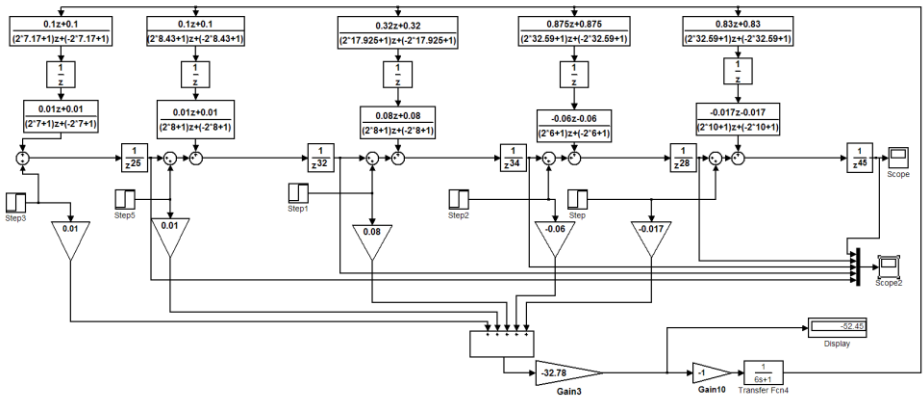 0.1z+0.1
(2*7.17+1)z+(-2*7.17+1)
0.1z+0.1
(2*8.43+1)z+(-2*8.43+1)
0.32z+0.32
(2*17.925+1)z+(-2*17.925+1)
0.875z+0.875
(2*32.59+1)z+(-2*32.59+1)
0.83z+0.83
(2*32.59+1)z+(-2*32.59+1)
1
z
1
z
1
z
1
z
1
z
0.01z+0.01
(2*7+1)z+(-2*7+1)
0.01z+0.01
(2*8+1)z+(-2*8+1)
0.08z+0.08
(2*8+1)z+(-2*8+1)
-0.06z-0.06
(2*6+1)z+(-2*6+1)
-0.017z-0.017
(2*10+1)z+(-2*10+1)
1
z25
1
z32
1
z34
1
z28
1
z45
Scope
Step3
Step5
Step1
Step2
Step
0.01
0.01
0.08
-0.06
-0.017
Scope2
-52.45
Display
-32.78
Gain3
-1
Gain10
1
6s+1
Transfer Fcn4